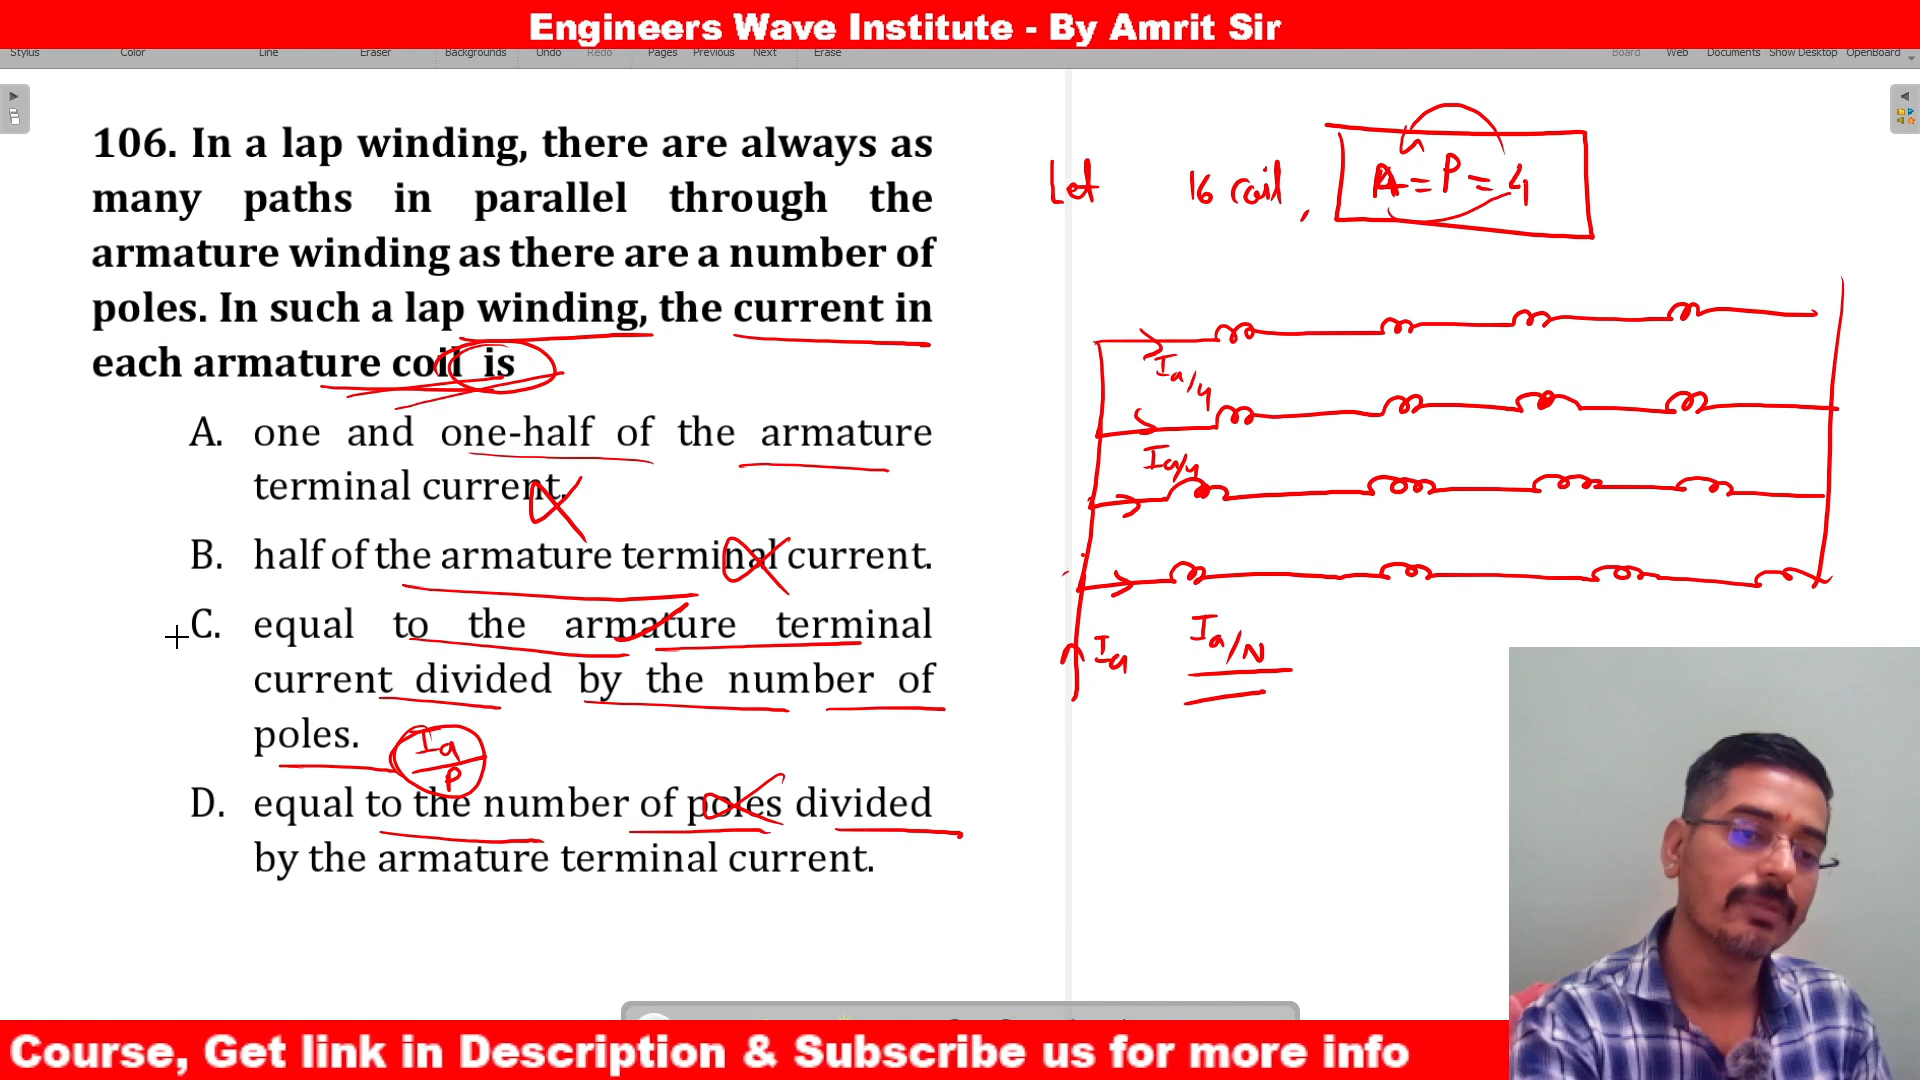 Engineers Wave Institute - By Amrit Sir
Stylus Color Line Eraser Backgrounds Undo Redo Pages Previous Next Erase Board Web Documents Show Desktop OpenBoard
106. In a lap winding, there are always as
many paths in parallel through the
armature winding as there are a number of
poles. In such a lap winding, the current in
each armature coil is
A. one and one-half of the armature
terminal current.
B. half of the armature terminal current.
C. equal to the armature terminal
current divided by the number of
poles.
Ia
P
D. equal to the number of poles divided
by the armature terminal current.
Let 16 coil, A = P = 4
Ia/4
Ia/4
Ia
Ia/N
Course, Get link in Description & Subscribe us for more info